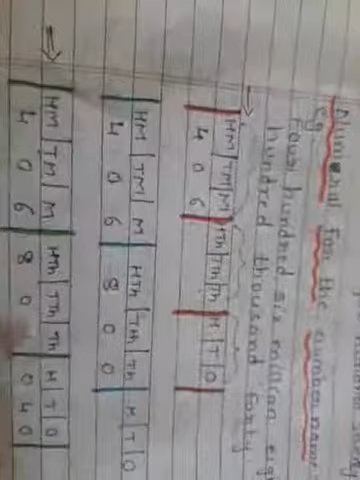 Numeral for the number name
Eg.
Four hundred six million eig
hundred thousand forty
HM TM M HTh TTh Th H T O
4 0 6
HM TM M HTh TTh Th H T O
4 0 6 8 0 0
HM TM M HTh TTh Th H T O
4 0 6 8 0 0 4 0